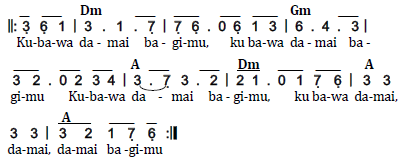 Dm Gm
‖: 3 6̣ 1 | 3 . 1 . 7̣ | 7̣ 6̣ . 0 6̣ 1 3 | 6 . 4 . 3 |
Ku-ba-wa da - mai ba - gi-mu, ku ba-wa da-mai ba -
A Dm A
3 2 . 0 2 3 4 | 3 . 7̣ 3 . 2 | 2 1 . 0 1 7̣ 6̣ | 3 3
gi-mu Ku-ba-wa da - mai ba - gi-mu, ku ba-wa da-mai,
A
3 3 | 3 2 1 7̣ 6̣ :‖
da-mai, da-mai ba -gi-mu